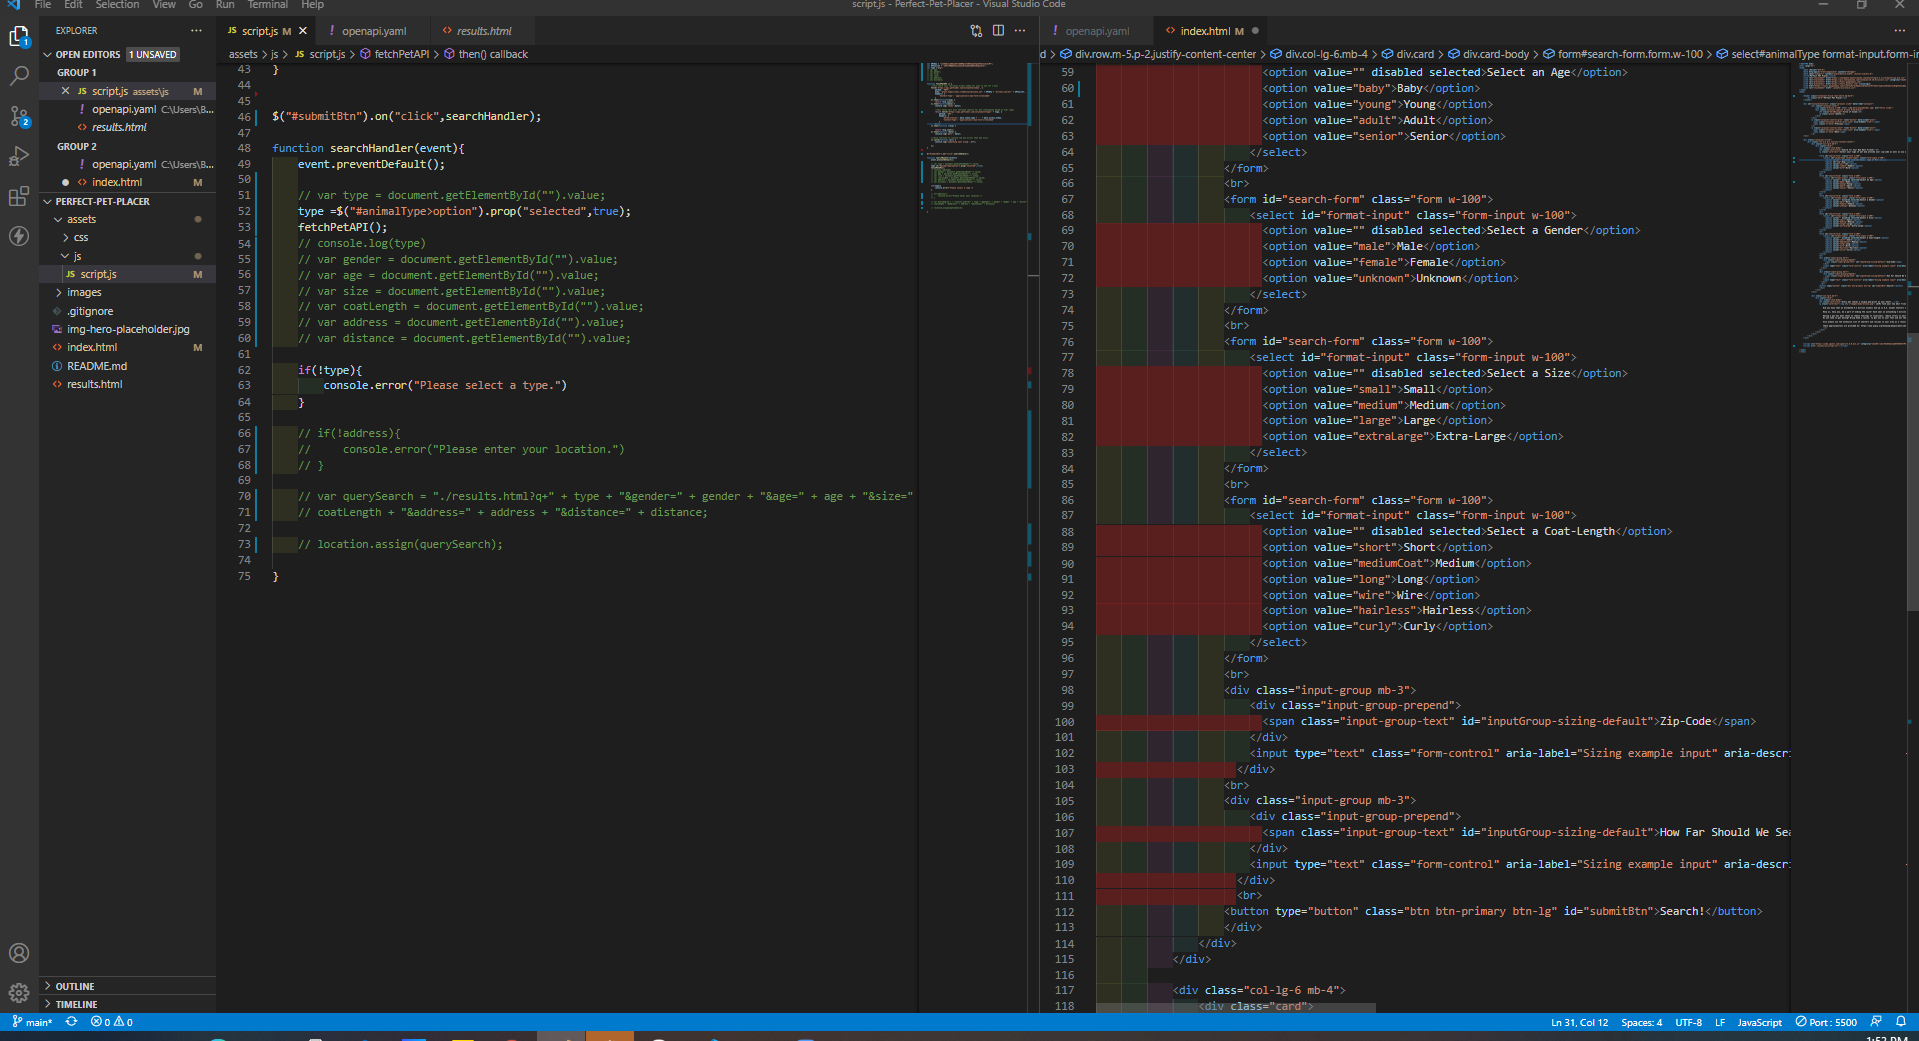 File Edit Selection View Go Run Terminal Help
script.js - Perfect-Pet-Placer - Visual Studio Code
EXPLORER
OPEN EDITORS 1 UNSAVED
GROUP 1
JS script.js assets\js M
! openapi.yaml C:\Users\B...
<> results.html
GROUP 2
! openapi.yaml C:\Users\B...
<> index.html M
PERFECT-PET-PLACER
assets
css
js
JS script.js M
images
.gitignore
img-hero-placeholder.jpg
<> index.html M
README.md
<> results.html
OUTLINE
TIMELINE
JS script.js M
! openapi.yaml
<> results.html
assets > js > JS script.js > fetchPetAPI > then() callback
43 }
44
45
46 $("#submitBtn").on("click",searchHandler);
47
48 function searchHandler(event){
49 event.preventDefault();
50
51 // var type = document.getElementById("").value;
52 type =$("#animalType>option").prop("selected",true);
53 fetchPetAPI();
54 // console.log(type)
55 // var gender = document.getElementById("").value;
56 // var age = document.getElementById("").value;
57 // var size = document.getElementById("").value;
58 // var coatLength = document.getElementById("").value;
59 // var address = document.getElementById("").value;
60 // var distance = document.getElementById("").value;
61
62 if(!type){
63 console.error("Please select a type.")
64 }
65
66 // if(!address){
67 // console.error("Please enter your location.")
68 // }
69
70 // var querySearch = "./results.html?q+" + type + "&gender=" + gender + "&age=" + age + "&size="
71 // coatLength + "&address=" + address + "&distance=" + distance;
72
73 // location.assign(querySearch);
74
75 }
! openapi.yaml
<> index.html M
d > div.row.m-5.p-2.justify-content-center > div.col-lg-6.mb-4 > div.card > div.card-body > form#search-form.form.w-100 > select#animalType format-input.form-in
59 <option value="" disabled selected>Select an Age</option>
60 <option value="baby">Baby</option>
61 <option value="young">Young</option>
62 <option value="adult">Adult</option>
63 <option value="senior">Senior</option>
64 </select>
65 </form>
66 <br>
67 <form id="search-form" class="form w-100">
68 <select id="format-input" class="form-input w-100">
69 <option value="" disabled selected>Select a Gender</option>
70 <option value="male">Male</option>
71 <option value="female">Female</option>
72 <option value="unknown">Unknown</option>
73 </select>
74 </form>
75 <br>
76 <form id="search-form" class="form w-100">
77 <select id="format-input" class="form-input w-100">
78 <option value="" disabled selected>Select a Size</option>
79 <option value="small">Small</option>
80 <option value="medium">Medium</option>
81 <option value="large">Large</option>
82 <option value="extraLarge">Extra-Large</option>
83 </select>
84 </form>
85 <br>
86 <form id="search-form" class="form w-100">
87 <select id="format-input" class="form-input w-100">
88 <option value="" disabled selected>Select a Coat-Length</option>
89 <option value="short">Short</option>
90 <option value="mediumCoat">Medium</option>
91 <option value="long">Long</option>
92 <option value="wire">Wire</option>
93 <option value="hairless">Hairless</option>
94 <option value="curly">Curly</option>
95 </select>
96 </form>
97 <br>
98 <div class="input-group mb-3">
99 <div class="input-group-prepend">
100 <span class="input-group-text" id="inputGroup-sizing-default">Zip-Code</span>
101 </div>
102 <input type="text" class="form-control" aria-label="Sizing example input" aria-descri
103 </div>
104 <br>
105 <div class="input-group mb-3">
106 <div class="input-group-prepend">
107 <span class="input-group-text" id="inputGroup-sizing-default">How Far Should We Sea
108 </div>
109 <input type="text" class="form-control" aria-label="Sizing example input" aria-descri
110 </div>
111 <br>
112 <button type="button" class="btn btn-primary btn-lg" id="submitBtn">Search!</button>
113 </div>
114 </div>
115 </div>
116
117 <div class="col-lg-6 mb-4">
118 <div class="card">
main* 0 0
Ln 31, Col 12 Spaces: 4 UTF-8 LF JavaScript Port : 5500
1:52 PM